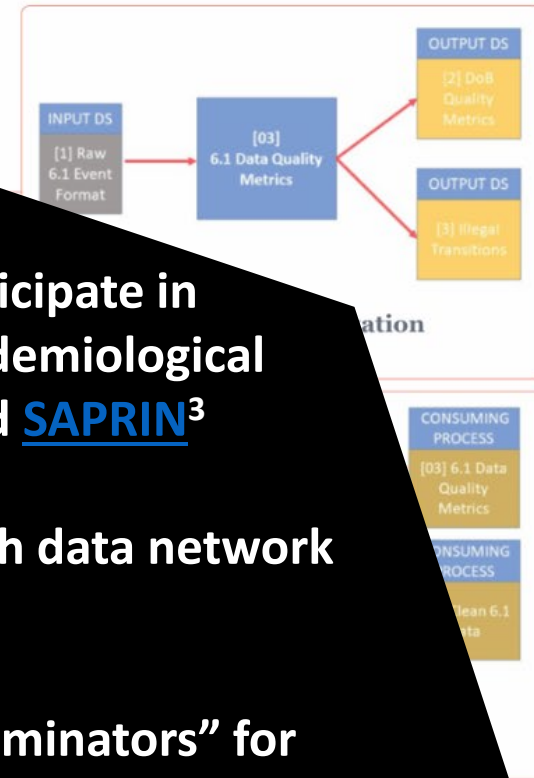 OUTPUT DS
[2] DoB
Quality
Metrics
INPUT DS
[1] Raw
6.1 Event
Format
[03]
6.1 Data Quality
Metrics
OUTPUT DS
[3] Illegal
Transitions
ation
icipate in
demiological
d SAPRIN³
CONSUMING
PROCESS
[03] 6.1 Data
Quality
Metrics
h data network
ONSUMING
ROCESS
lean 6.1
ata
minators” for